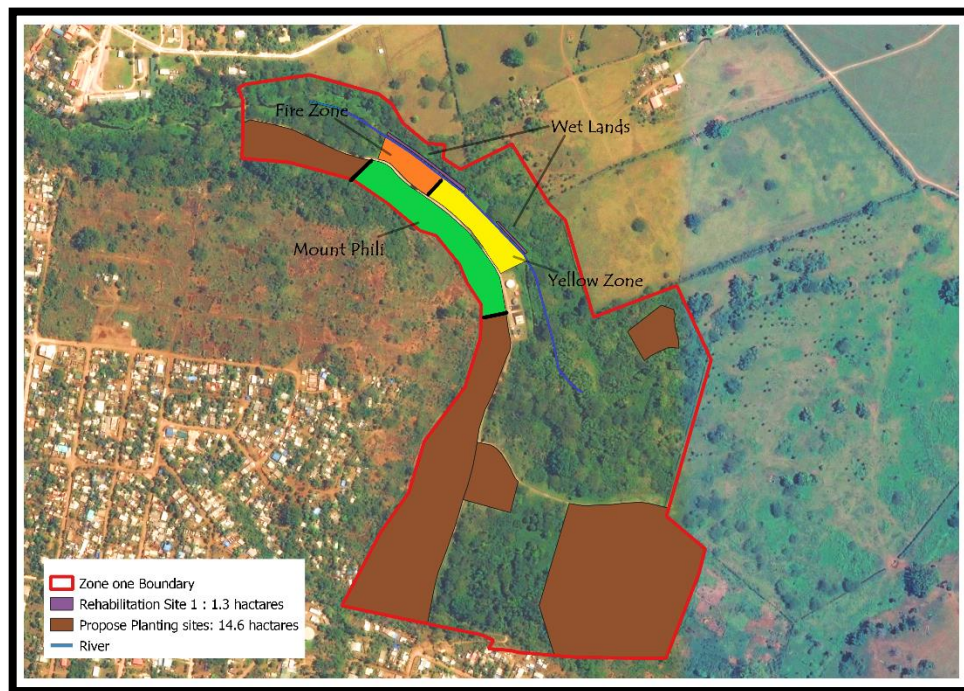 Fire Zone
Wet Lands
Mount Phili
Yellow Zone
Zone one Boundary
Rehabilitation Site 1 : 1.3 hactares
Propose Planting sites: 14.6 hactares
River